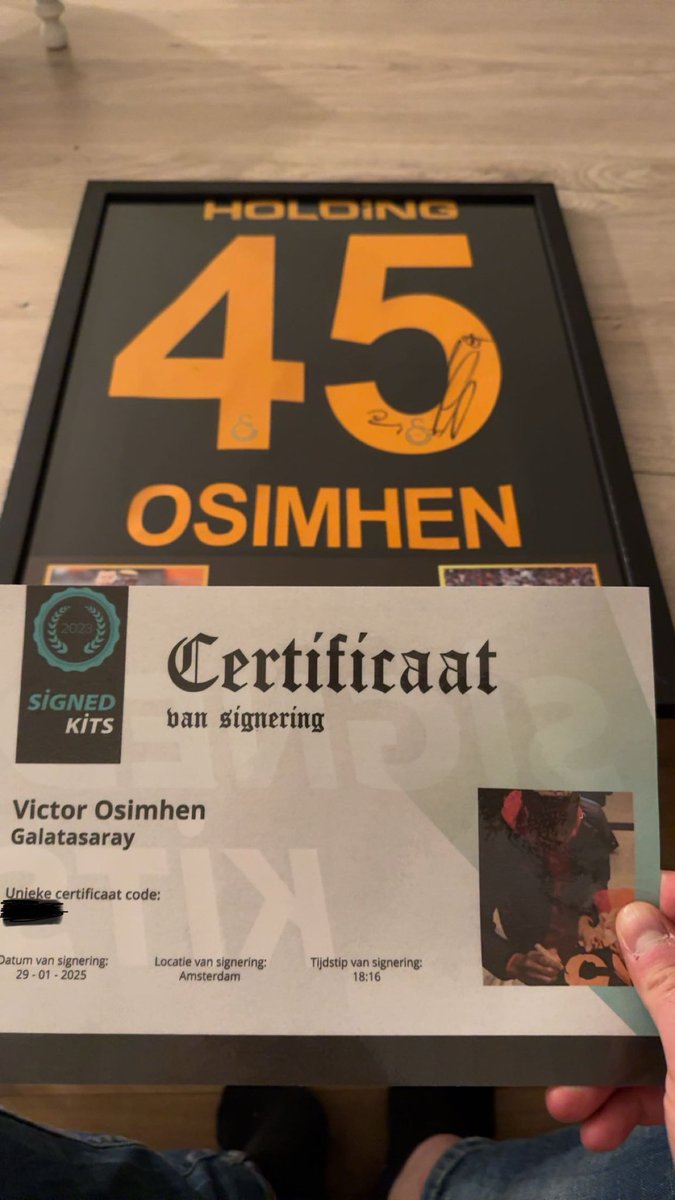 HOLDiNG
45
OSIMHEN
2023
SiGNED
KiTS
Certificaat
van signering
Victor Osimhen
Galatasaray
Unieke certificaat code:
Datum van signering:
29 - 01 - 2025
Locatie van signering:
Amsterdam
Tijdstip van signering:
18:16